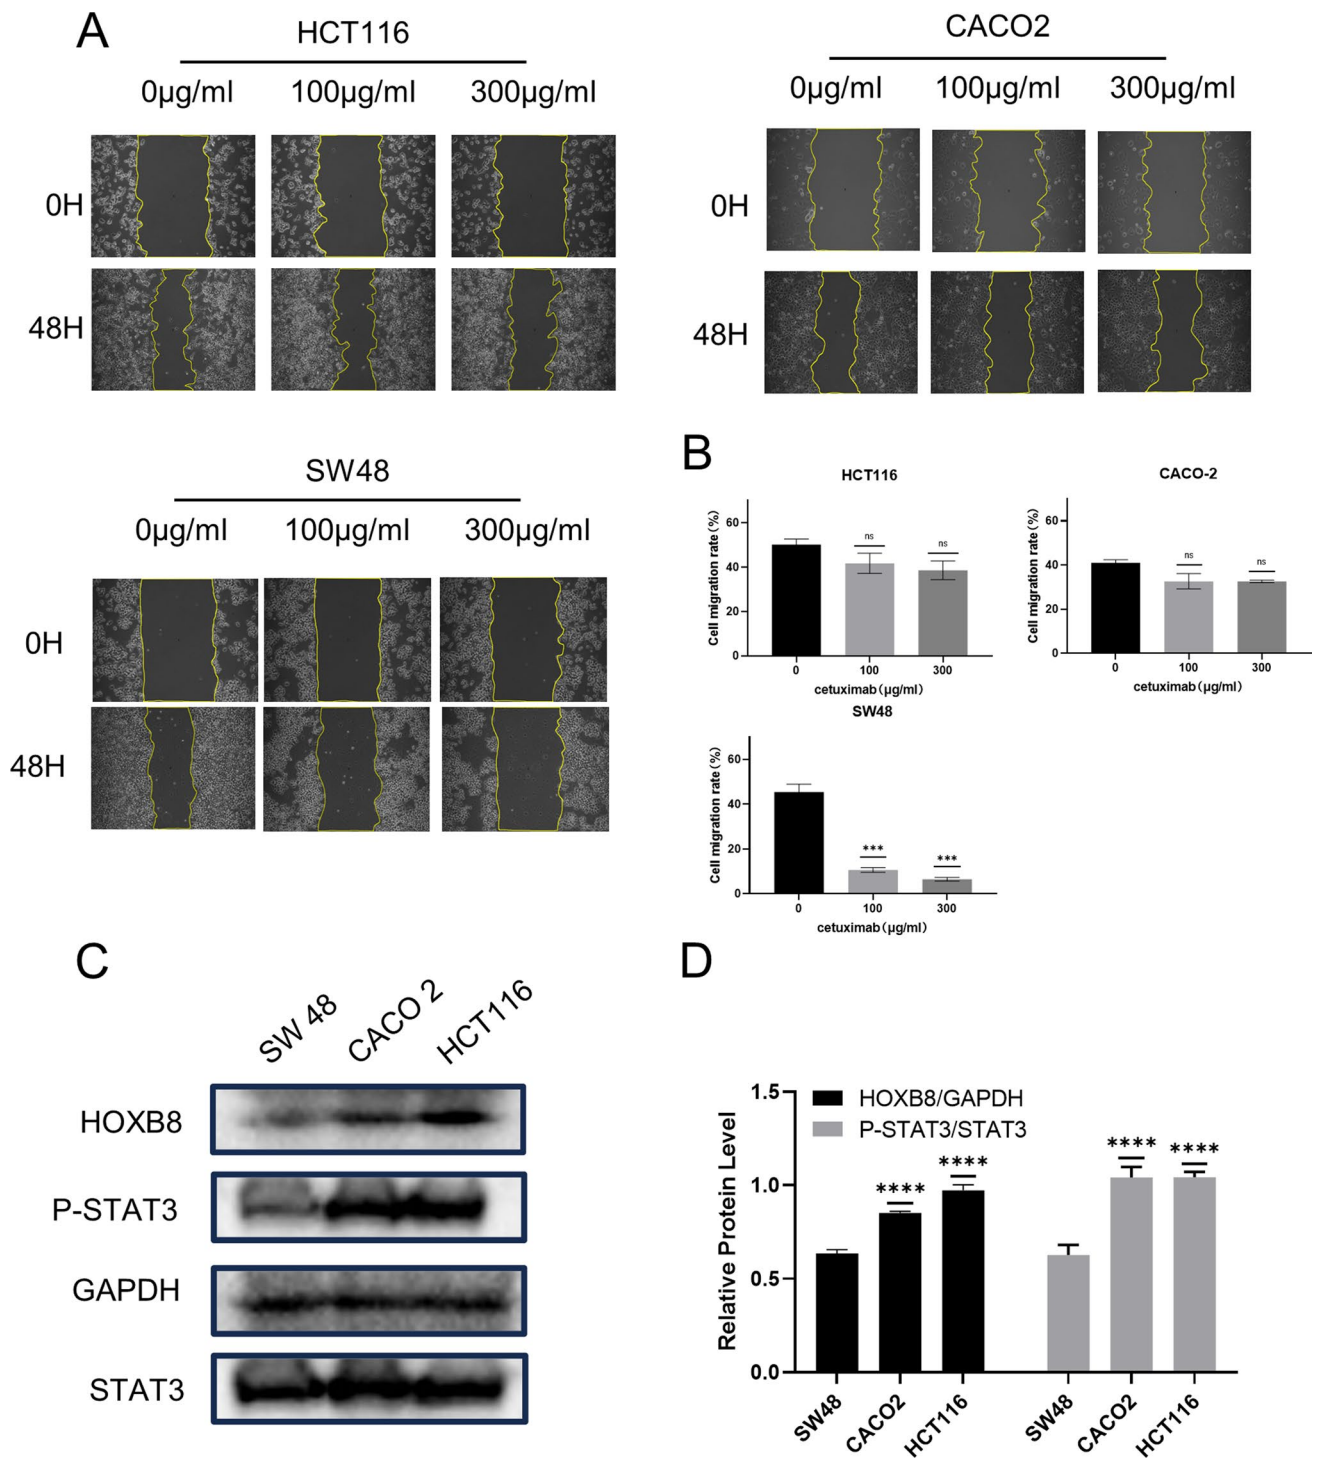 A
HCT116
0μg/ml 100μg/ml 300μg/ml
0H
48H
CACO2
0μg/ml 100μg/ml 300μg/ml
0H
48H
SW48
0μg/ml 100μg/ml 300μg/ml
0H
48H
B
HCT116
Cell migration rate (%)
60
40
20
0
ns
ns
0 100 300
cetuximab (μg/ml)
CACO-2
Cell migration rate (%)
60
40
20
0
ns
ns
0 100 300
cetuximab (μg/ml)
SW48
Cell migration rate (%)
60
40
20
0
***
***
0 100 300
cetuximab (μg/ml)
C
SW 48
CACO 2
HCT116
HOXB8
P-STAT3
GAPDH
STAT3
D
Relative Protein Level
1.5
1.0
0.5
0.0
HOXB8/GAPDH
P-STAT3/STAT3
****
****
****
****
SW48
CACO2
HCT116
SW48
CACO2
HCT116